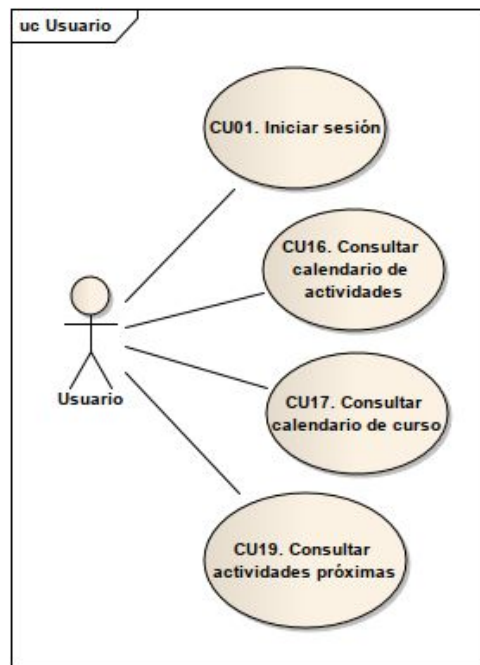 uc Usuario
CU01. Iniciar sesión
CU16. Consultar
calendario de
actividades
Usuario
CU17. Consultar
calendario de curso
CU19. Consultar
actividades próximas